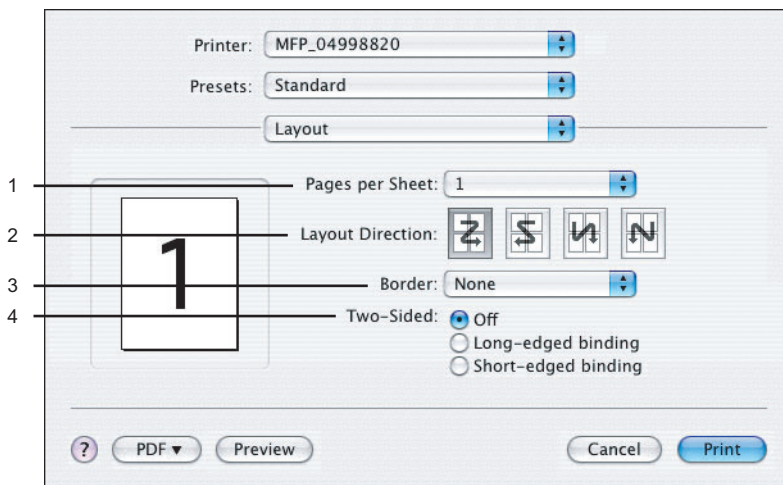 Printer: MFP_04998820
Presets: Standard
Layout
1 Pages per Sheet: 1
2 Layout Direction:
3 Border: None
4 Two-Sided: Off
Long-edged binding
Short-edged binding
1
? PDF ▼ Preview Cancel Print